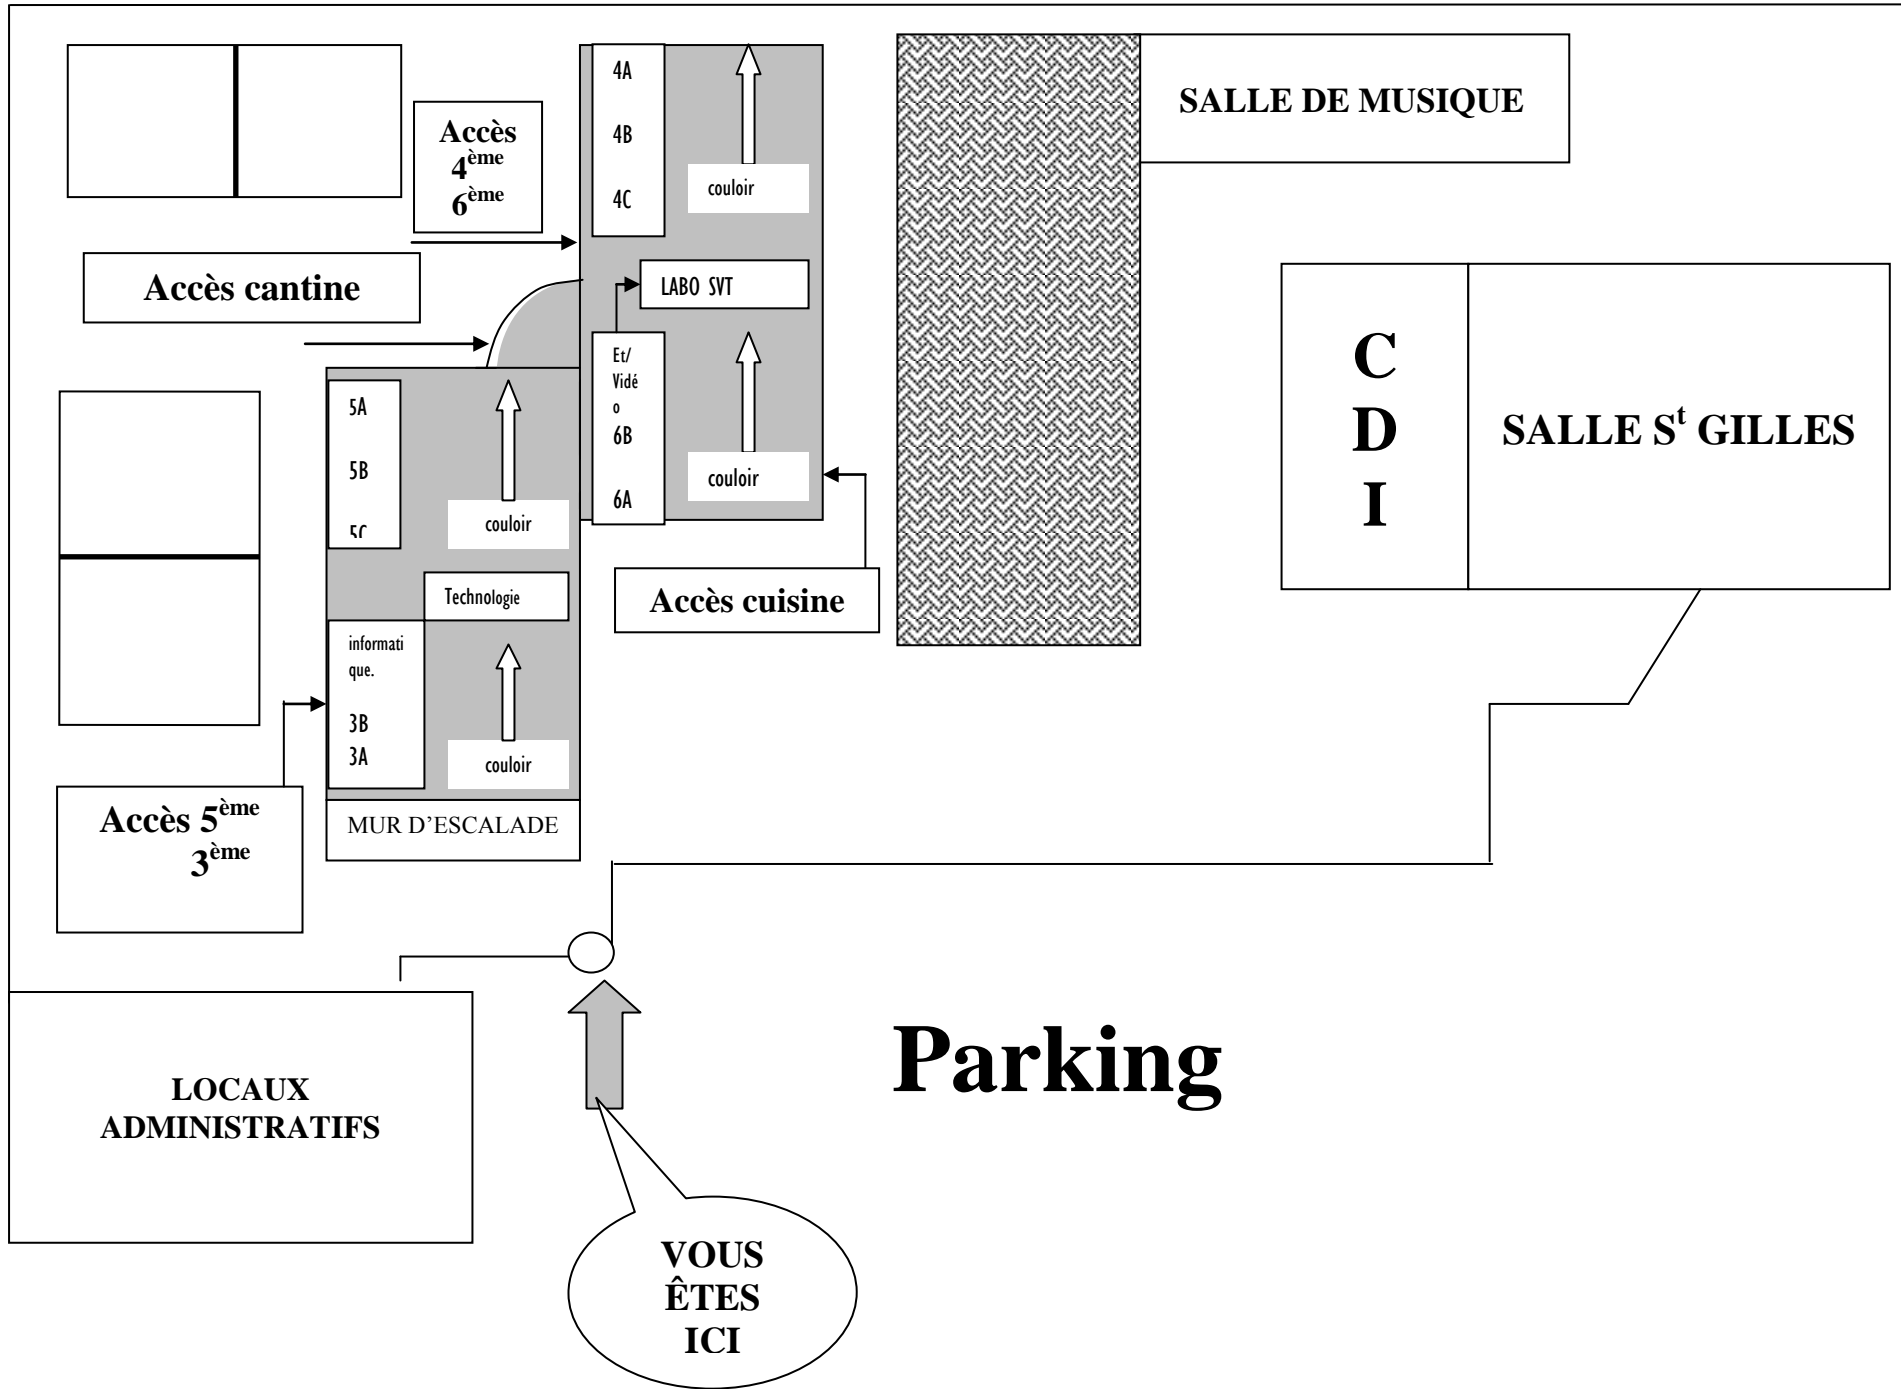 4A
4B
4C
couloir
Accès
4ème
6ème
SALLE DE MUSIQUE
Accès cantine
LABO SVT
Et/
Vidé
o
6B
6A
couloir
C
D
I
SALLE St GILLES
5A
5B
5C
couloir
Technologie
Accès cuisine
informati
que.
3B
3A
couloir
MUR D’ESCALADE
Accès 5ème
3ème
LOCAUX
ADMINISTRATIFS
Parking
VOUS
ÊTES
ICI